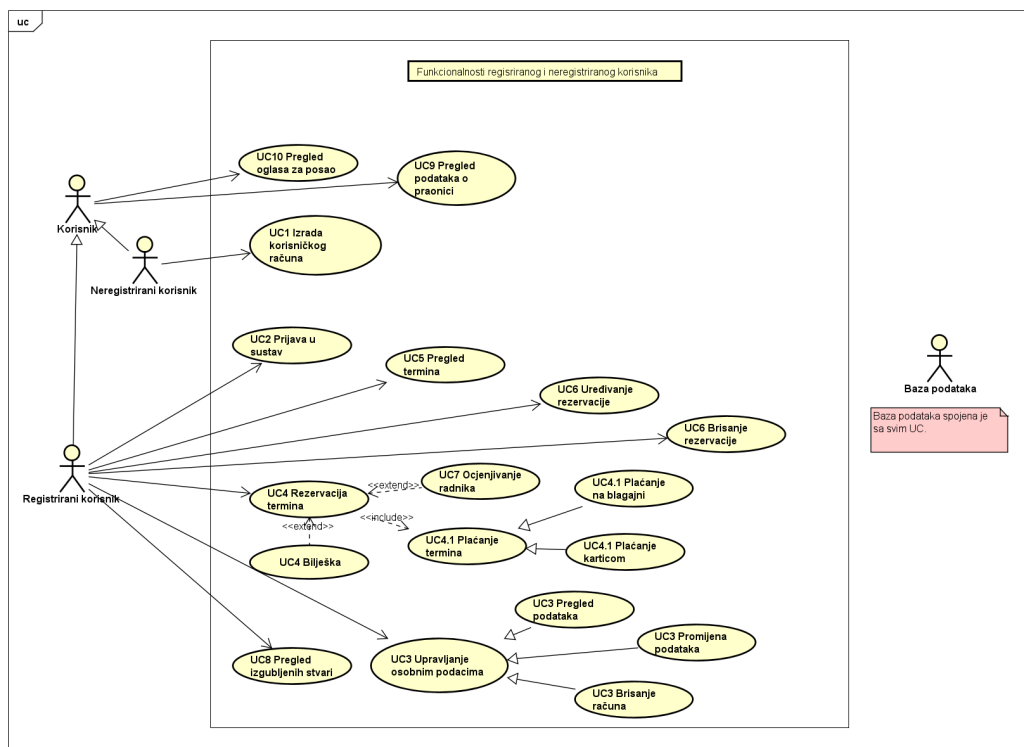 uc
Funkcionalnosti regisriranog i neregistriranog korisnika
UC10 Pregled
oglasa za posao
UC9 Pregled
podataka o
praonici
Korisnik
UC1 Izrada
korisničkog
računa
Neregistrirani korisnik
UC2 Prijava u
sustav
UC5 Pregled
termina
UC6 Uređivanje
rezervacije
UC6 Brisanje
rezervacije
Baza podataka
Baza podataka spojena je
sa svim UC.
Registrirani korisnik
UC4 Rezervacija
termina
<<extend>>
UC7 Ocjenjivanje
radnika
UC4.1 Plaćanje
na blagajni
<<include>>
<<extend>>
UC4.1 Plaćanje
termina
UC4.1 Plaćanje
karticom
UC4 Bilješka
UC3 Pregled
podataka
UC3 Promijena
podataka
UC8 Pregled
izgubljenih stvari
UC3 Upravljanje
osobnim podacima
UC3 Brisanje
računa